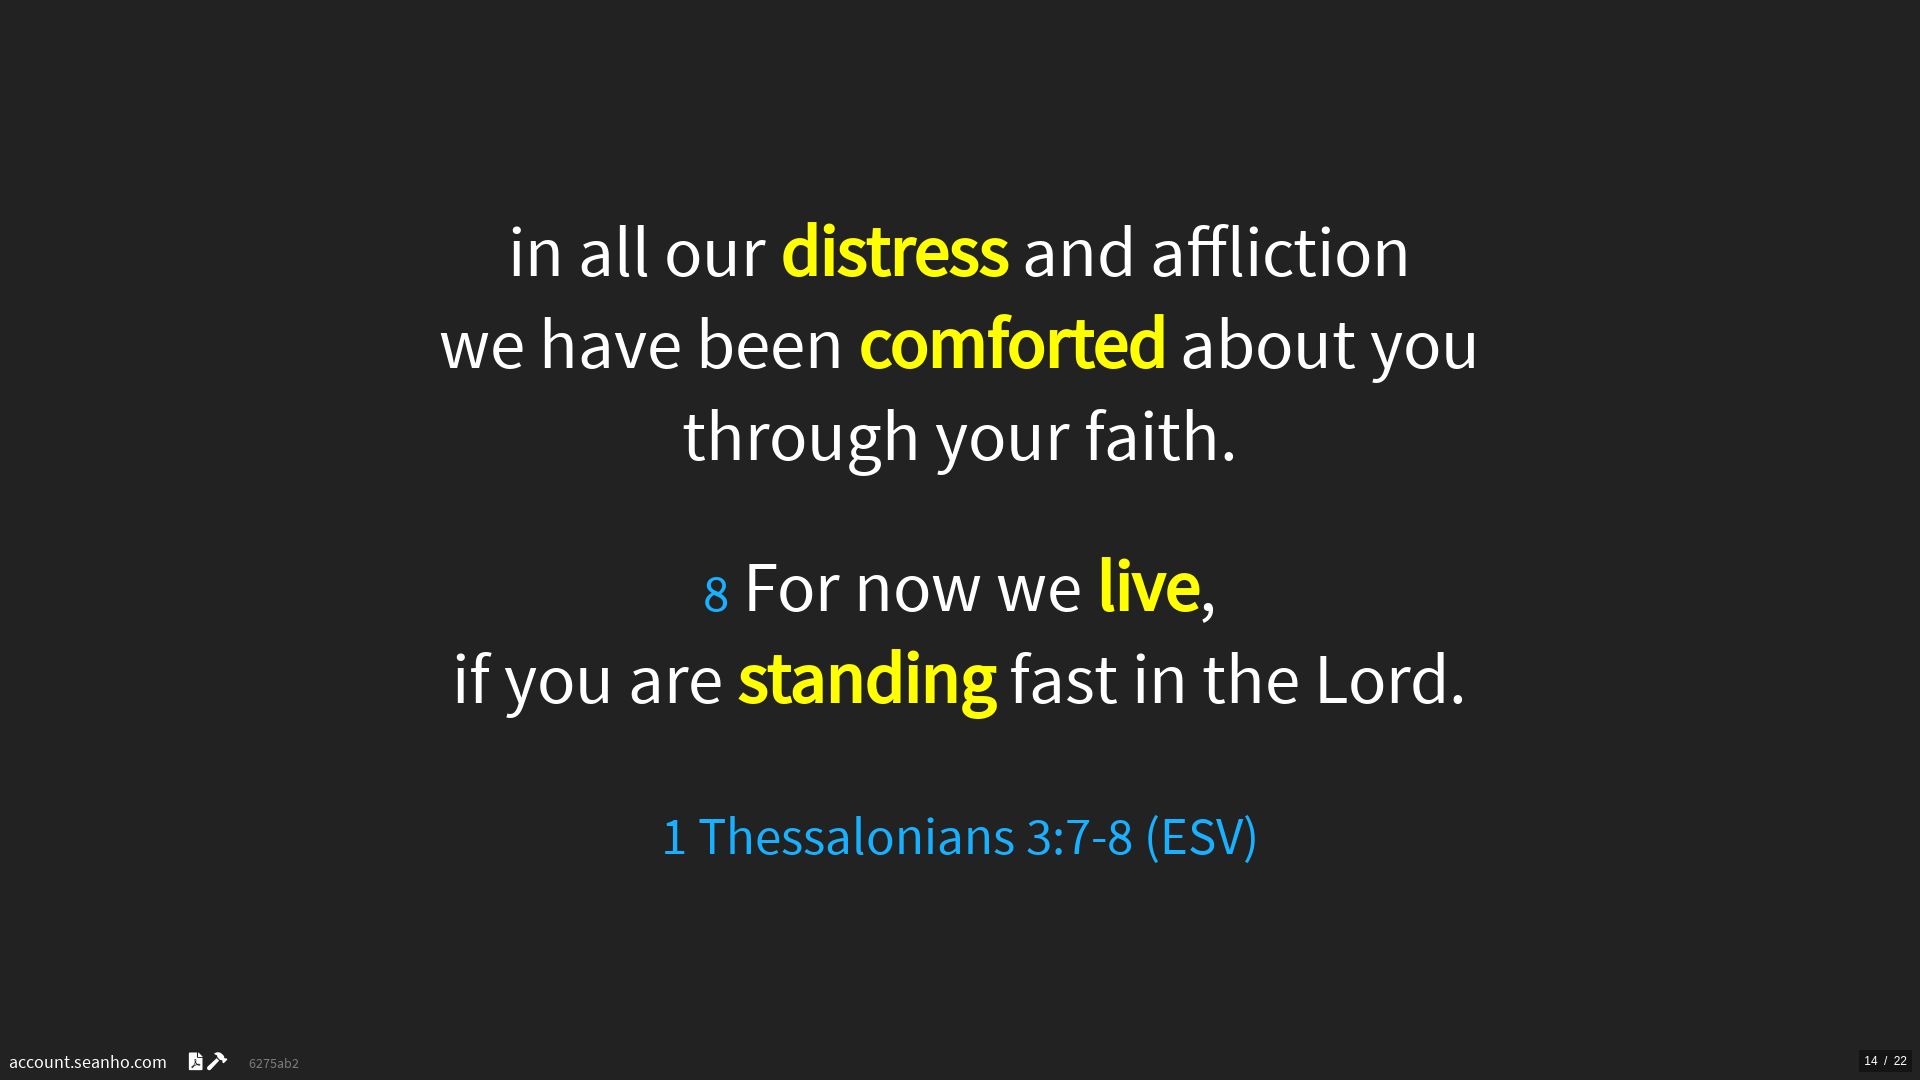 in all our distress and affliction
we have been comforted about you
through your faith.
8 For now we live,
if you are standing fast in the Lord.
1 Thessalonians 3:7-8 (ESV)
account.seanho.com 6275ab2
14 / 22